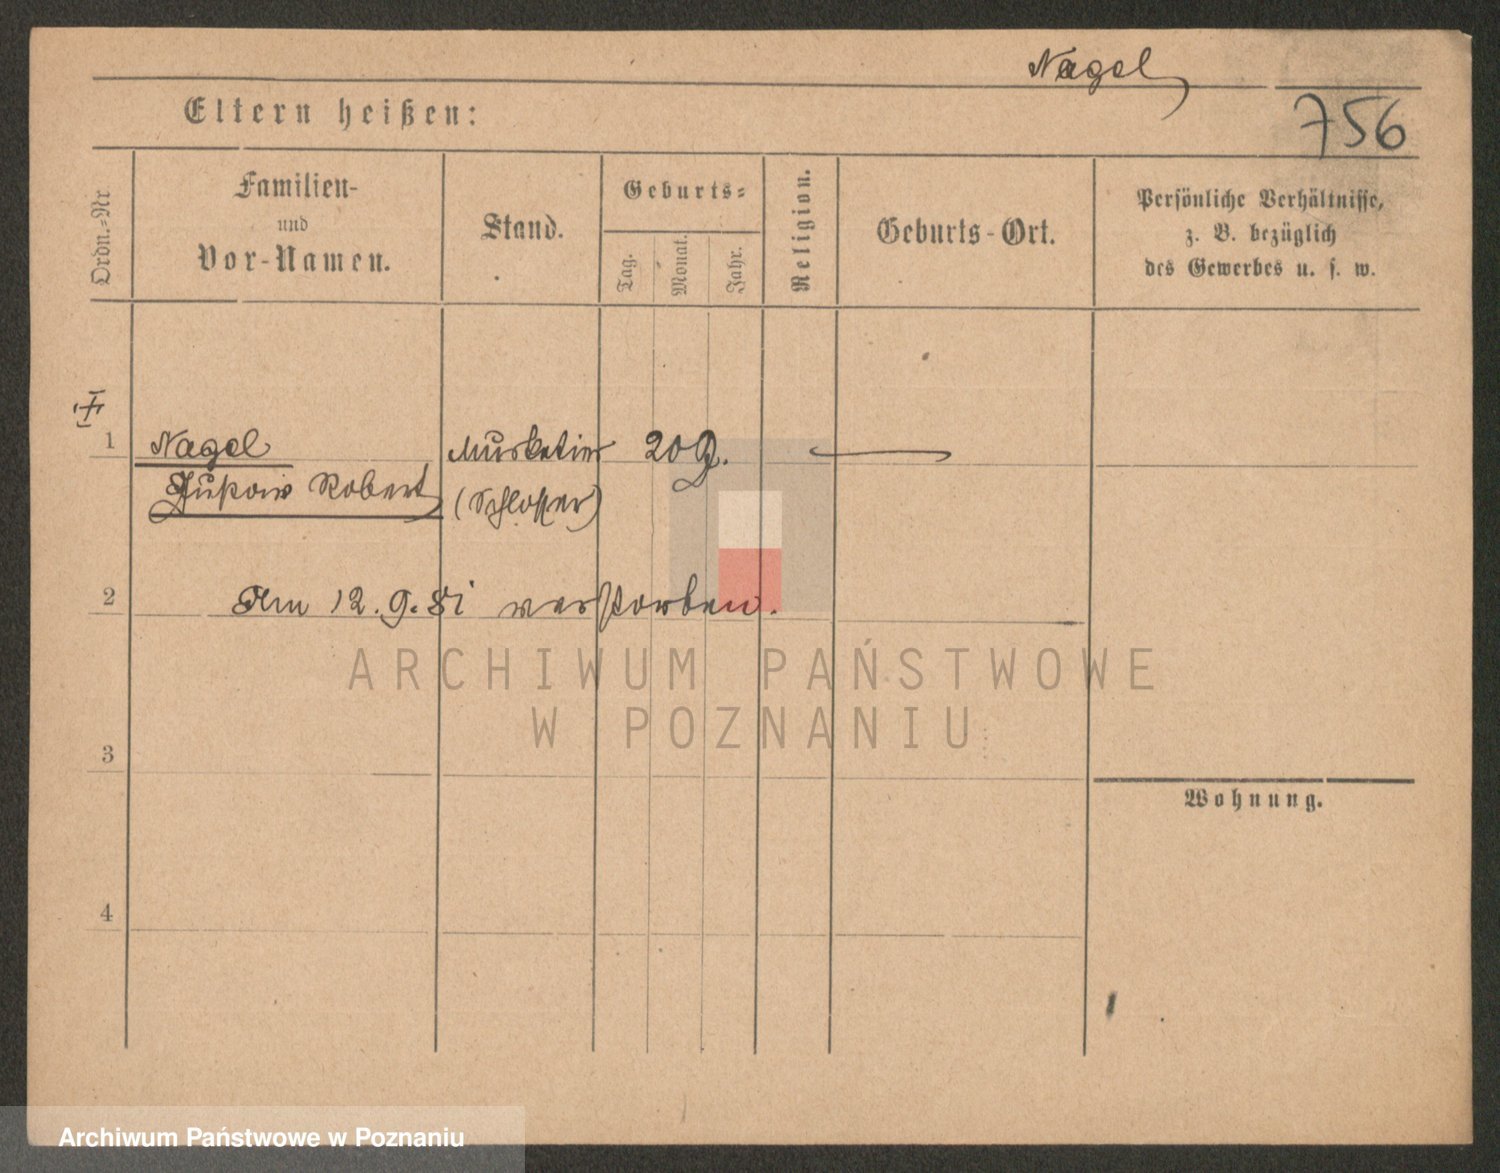 Nagel
Eltern heißen:
756
Ordn.=Nr
Familien-
und
Vor-Namen.
Stand.
Geburts=
Tag.
Monat.
Jahr.
Religion.
Geburts-Ort.
Persönliche Verhältnisse,
z. B. bezüglich
des Gewerbes u. s. w.
1
Nagel Musketier 20 J.
Robert (Schlosser)
2
Am 12.9.81 verstorben.
ARCHIWUM PAŃSTWOWE
W POZNANIU
3
Wohnung.
4
Archiwum Państwowe w Poznaniu